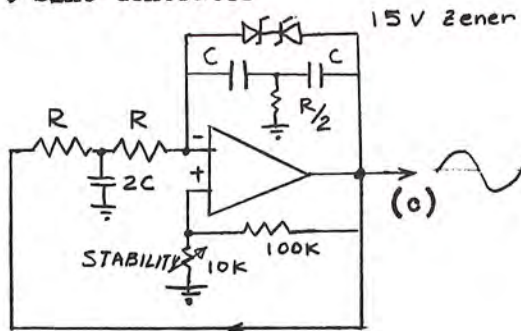 15 V Zener
C
C
R
R
R/2
2C
-
+
(c)
STABILITY
10K
100K